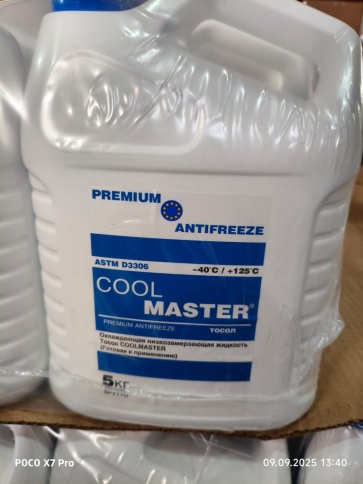 PREMIUM
ANTIFREEZE
ASTM D3306
–40°C / +125°C
COOL
MASTER®
PREMIUM ANTIFREEZE
ТОСОЛ
Охлаждающая низкозамерзающая жидкость
Тосол COOLMASTER
(Готовая к применению)
5КГ
POCO X7 Pro
09.09.2025 13:40